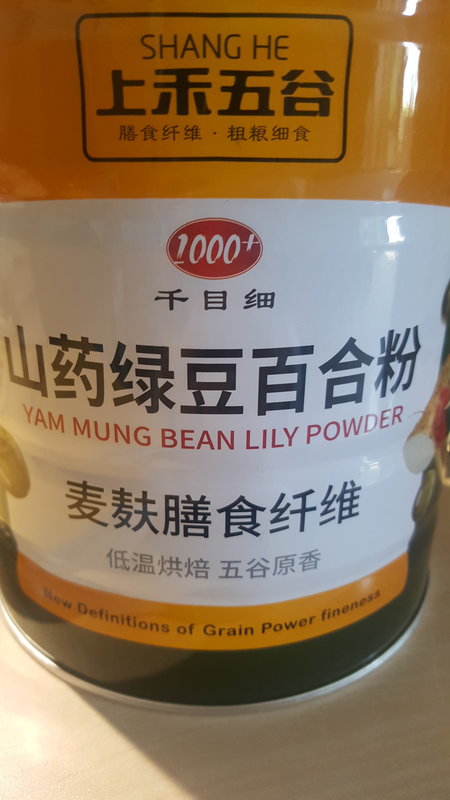 SHANG HE
上禾五谷
膳食纤维·粗粮细食
1000+
千目细
山药绿豆百合粉
YAM MUNG BEAN LILY POWDER
麦麸膳食纤维
低温烘焙 五谷原香
New Definitions of Grain Power fineness